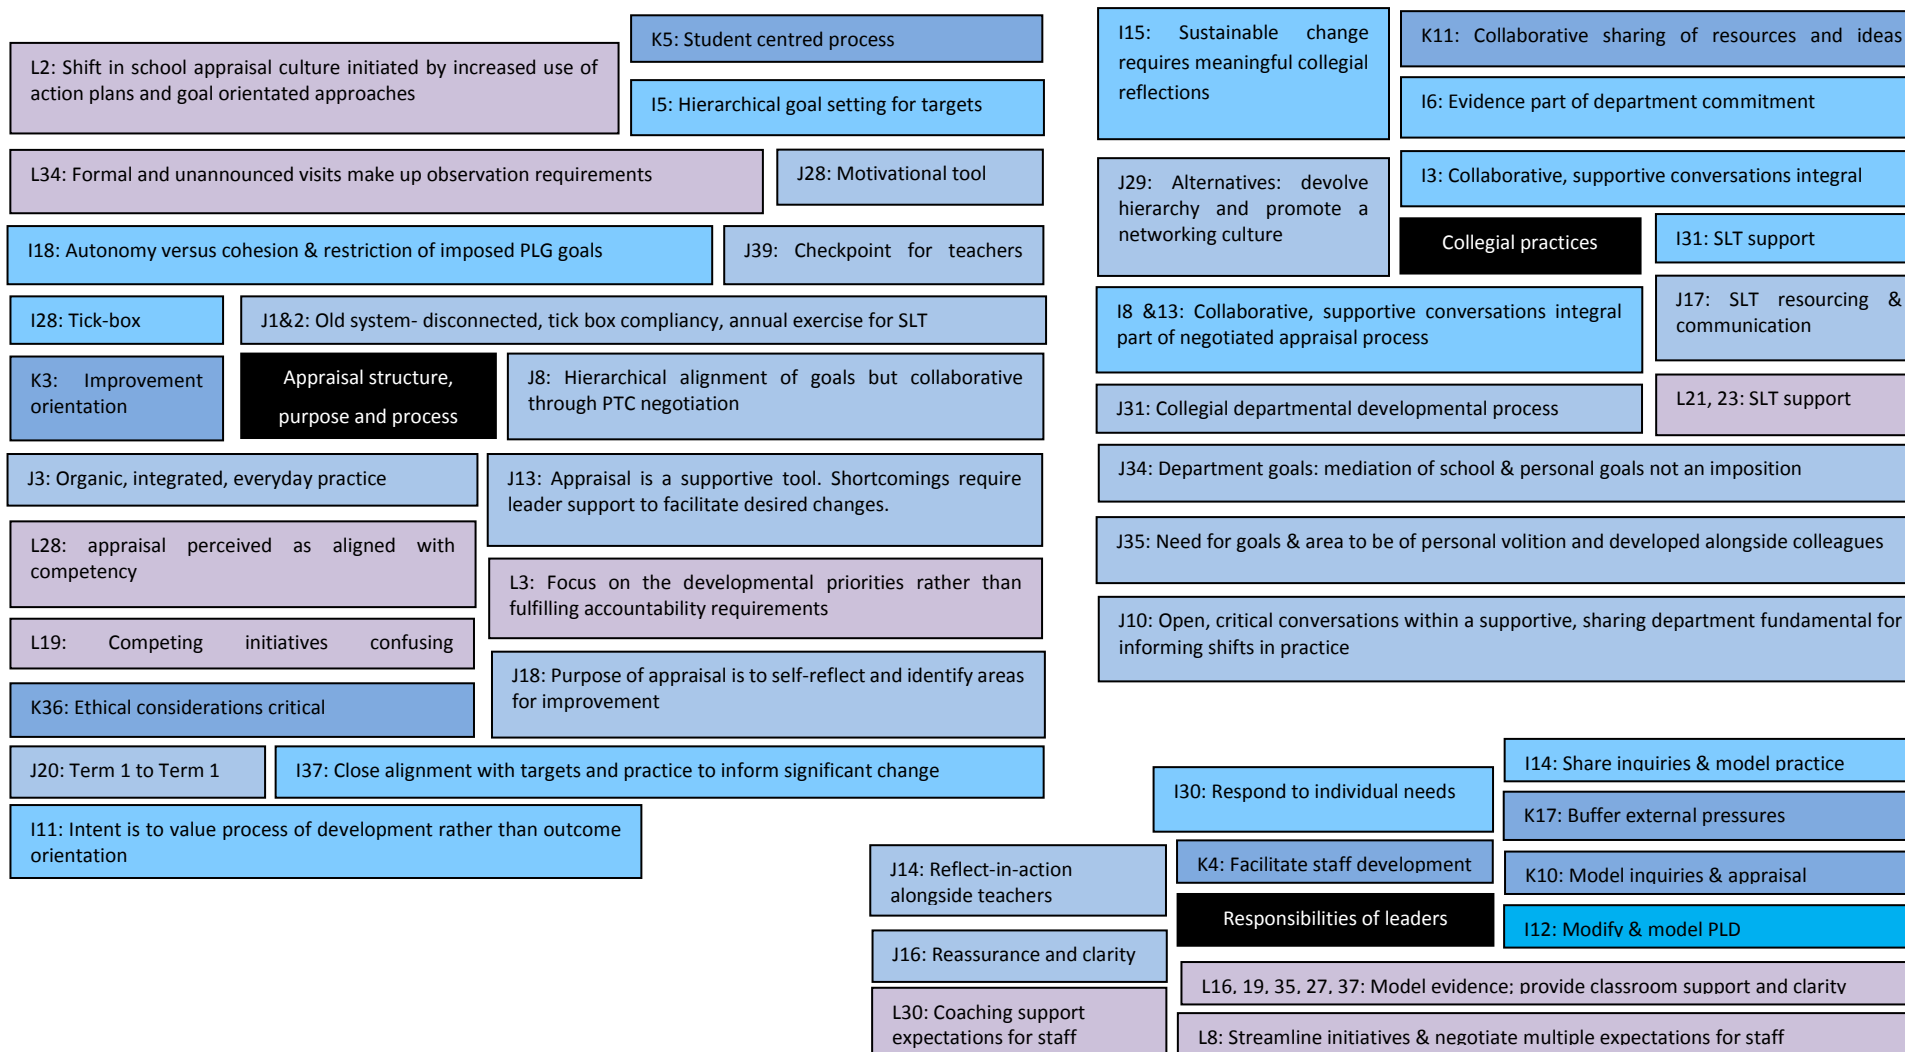 K5: Student centred process
L2: Shift in school appraisal culture initiated by increased use of
action plans and goal orientated approaches
I5: Hierarchical goal setting for targets
L34: Formal and unannounced visits make up observation requirements
J28: Motivational tool
I18: Autonomy versus cohesion & restriction of imposed PLG goals
J39: Checkpoint for teachers
I28: Tick-box
J1&2: Old system- disconnected, tick box compliancy, annual exercise for SLT
K3: Improvement
orientation
Appraisal structure,
purpose and process
J8: Hierarchical alignment of goals but collaborative
through PTC negotiation
J3: Organic, integrated, everyday practice
J13: Appraisal is a supportive tool. Shortcomings require
leader support to facilitate desired changes.
L28: appraisal perceived as aligned with
competency
L3: Focus on the developmental priorities rather than
fulfilling accountability requirements
L19: Competing initiatives confusing
J18: Purpose of appraisal is to self-reflect and identify areas
for improvement
K36: Ethical considerations critical
J20: Term 1 to Term 1
I37: Close alignment with targets and practice to inform significant change
I11: Intent is to value process of development rather than outcome
orientation
I15: Sustainable change
requires meaningful collegial
reflections
K11: Collaborative sharing of resources and ideas
I6: Evidence part of department commitment
J29: Alternatives: devolve
hierarchy and promote a
networking culture
I3: Collaborative, supportive conversations integral
Collegial practices
I31: SLT support
I8 &13: Collaborative, supportive conversations integral
part of negotiated appraisal process
J17: SLT resourcing &
communication
J31: Collegial departmental developmental process
L21, 23: SLT support
J34: Department goals: mediation of school & personal goals not an imposition
J35: Need for goals & area to be of personal volition and developed alongside colleagues
J10: Open, critical conversations within a supportive, sharing department fundamental for
informing shifts in practice
I14: Share inquiries & model practice
I30: Respond to individual needs
K17: Buffer external pressures
J14: Reflect-in-action
alongside teachers
K4: Facilitate staff development
K10: Model inquiries & appraisal
Responsibilities of leaders
I12: Modify & model PLD
J16: Reassurance and clarity
L16, 19, 35, 27, 37: Model evidence; provide classroom support and clarity
L30: Coaching support
expectations for staff
L8: Streamline initiatives & negotiate multiple expectations for staff